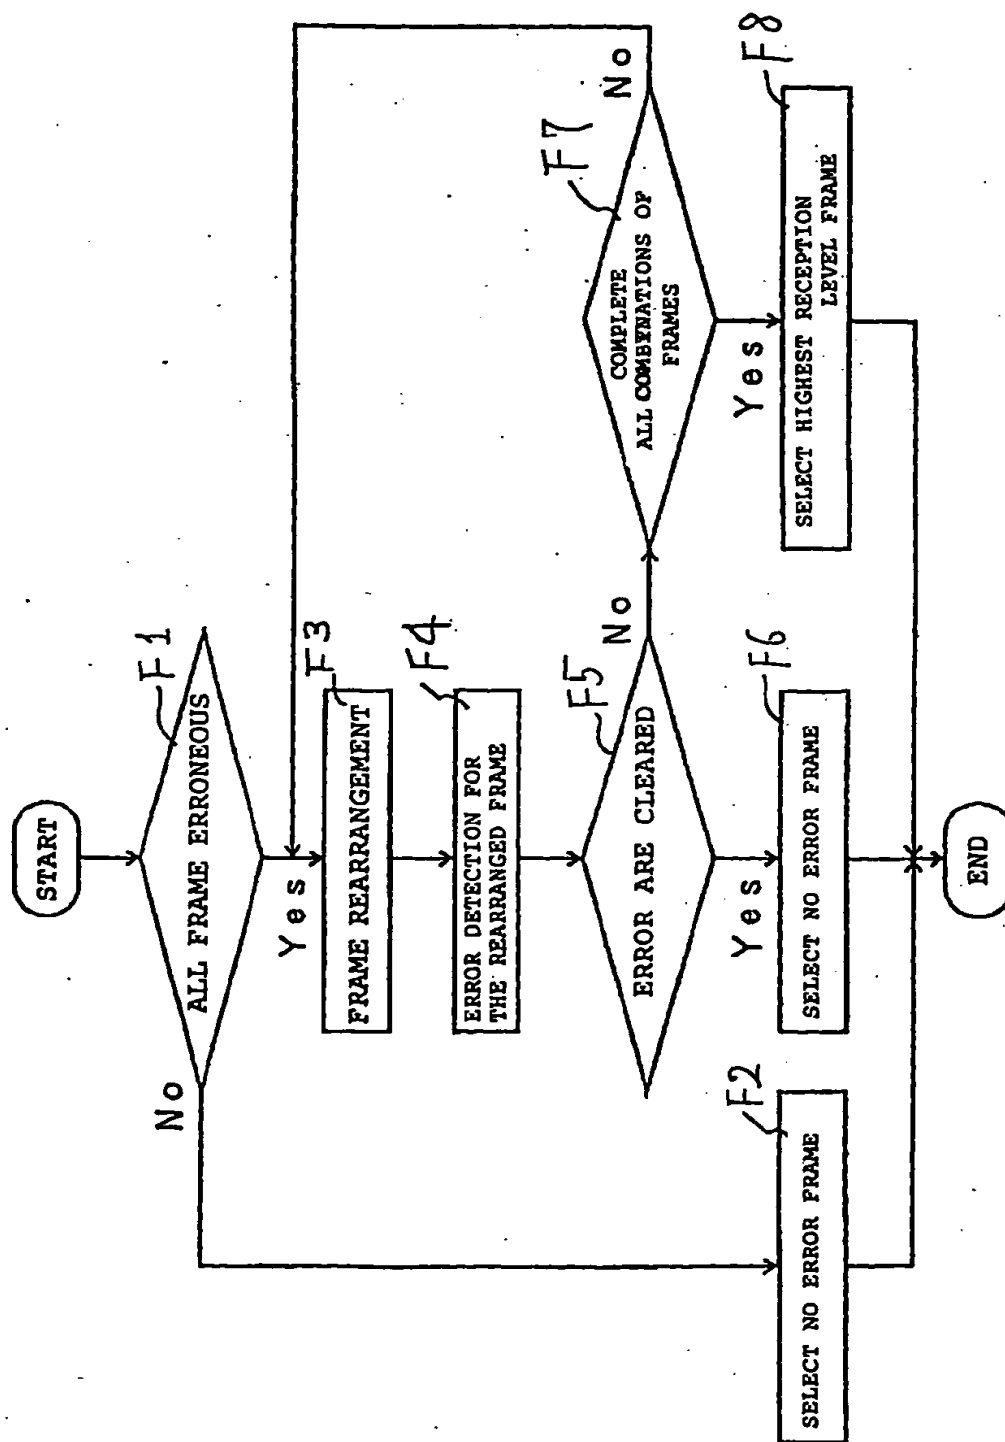 START
ALL FRAME ERRONEOUS
F1
No
Yes
FRAME REARRANGEMENT
F3
ERROR DETECTION FOR
THE REARRANGED FRAME
F4
ERROR ARE CLEARED
F5
No
Yes
COMPLETE
ALL COMBYNATIONS OF
FRAMES
F7
No
Yes
SELECT NO ERROR FRAME
F2
SELECT NO ERROR FRAME
F6
SELECT HIGHEST RECEPTION
LEVEL FRAME
F8
END